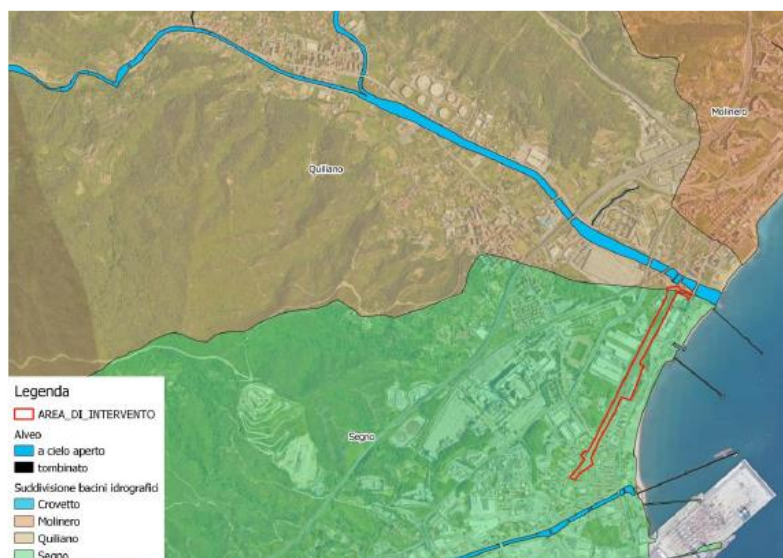 Molinero
Quiliano
Segno
Legenda
AREA_DI_INTERVENTO
Alveo
a cielo aperto
tombinato
Suddivisione bacini idrografici
Crovetto
Molinero
Quiliano
Segno